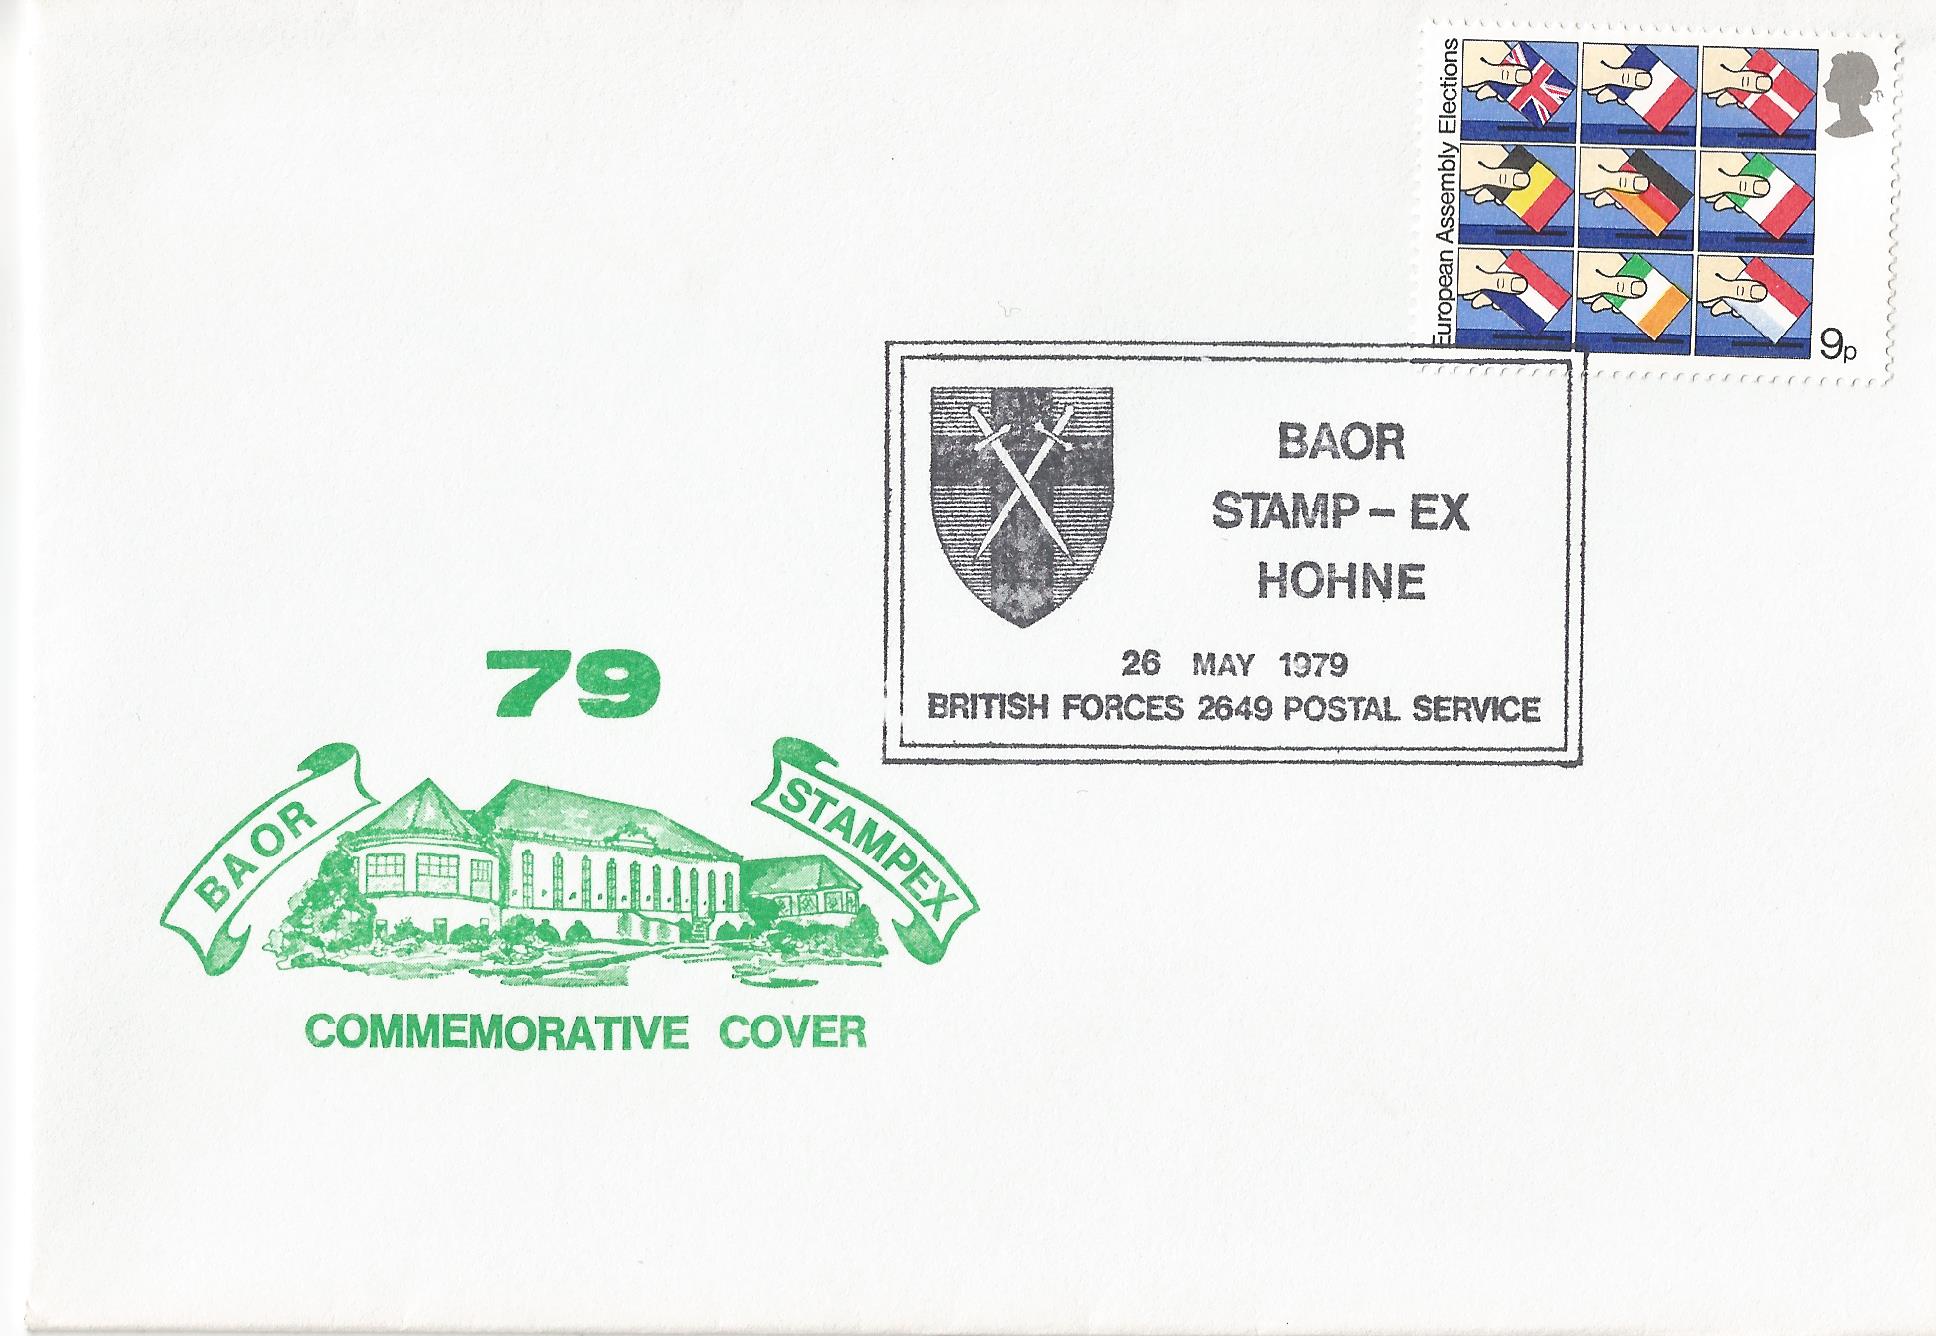 European Assembly Elections
9p
BAOR
STAMP-EX
HOHNE
26 MAY 1979
BRITISH FORCES 2649 POSTAL SERVICE
79
BAOR
STAMPEX
COMMEMORATIVE COVER